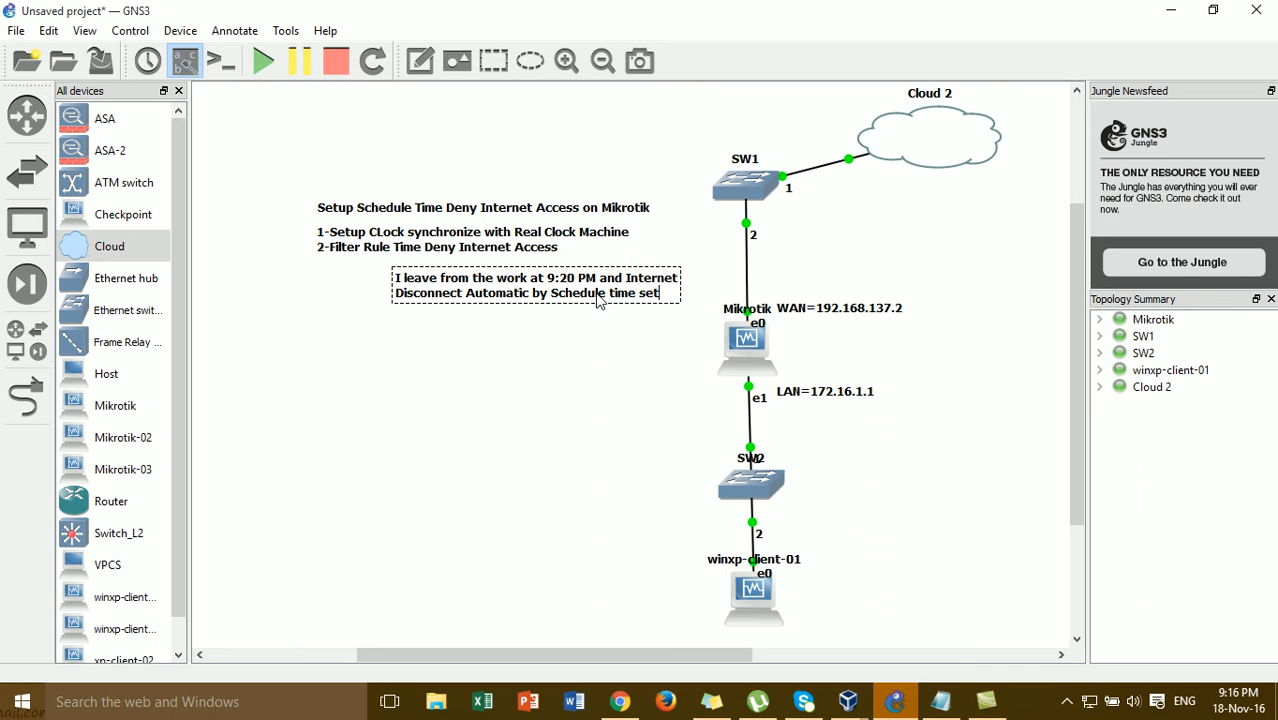 Unsaved project* — GNS3
File Edit View Control Device Annotate Tools Help
All devices
ASA
ASA-2
ATM switch
Checkpoint
Cloud
Ethernet hub
Ethernet swit...
Frame Relay ...
Host
Mikrotik
Mikrotik-02
Mikrotik-03
Router
Switch_L2
VPCS
winxp-client...
winxp-client...
xp-client-02
Setup Schedule Time Deny Internet Access on Mikrotik
1-Setup CLock synchronize with Real Clock Machine
2-Filter Rule Time Deny Internet Access
I leave from the work at 9:20 PM and Internet
Disconnect Automatic by Schedule time set
Cloud 2
SW1
1
2
Mikrotik WAN=192.168.137.2
e0
e1 LAN=172.16.1.1
SW2
2
winxp-client-01
e0
Jungle Newsfeed
GNS3
Jungle
THE ONLY RESOURCE YOU NEED
The Jungle has everything you will ever
need for GNS3. Come check it out
now.
Go to the Jungle
Topology Summary
Mikrotik
SW1
SW2
winxp-client-01
Cloud 2
Search the web and Windows
ENG
9:16 PM
18-Nov-16